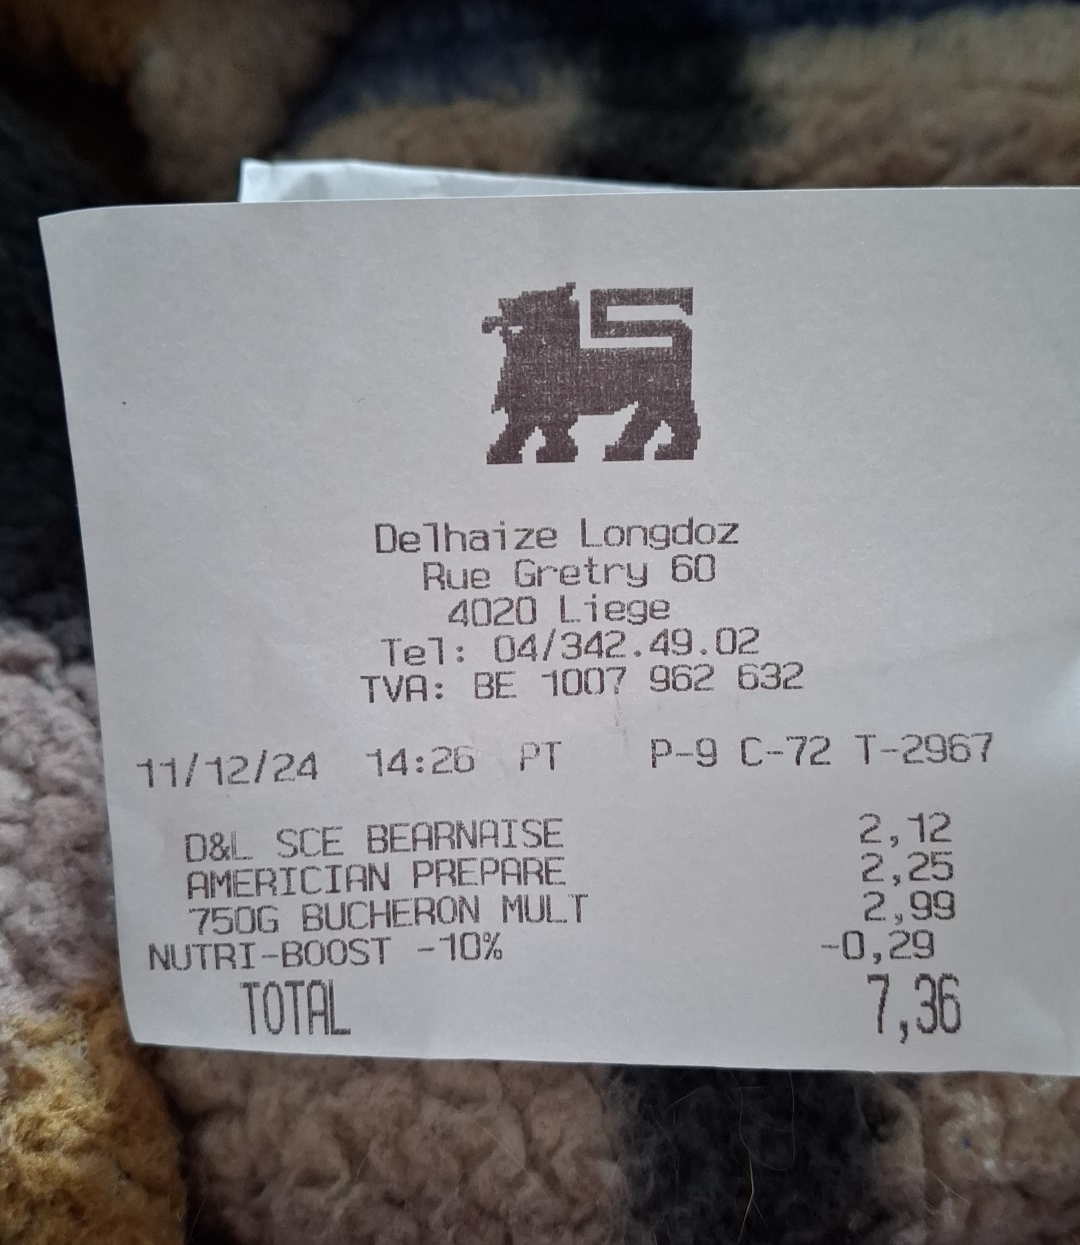 Delhaize Longdoz
Rue Gretry 60
4020 Liege
Tel: 04/342.49.02
TVA: BE 1007 962 632
11/12/24 14:26 PT P-9 C-72 T-2967
D&L SCE BEARNAISE 2,12
AMERICIAN PREPARE 2,25
750G BUCHERON MULT 2,99
NUTRI-BOOST -10% -0,29
TOTAL 7,36